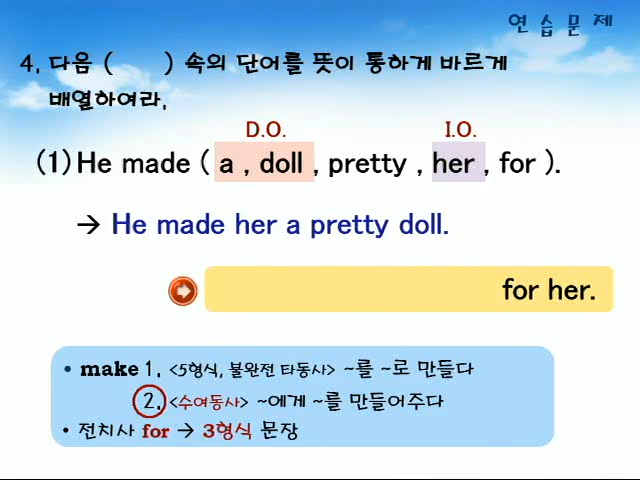 연 습 문 제
4. 다음 (      ) 속의 단어를 뜻이 통하게 바르게
배열하여라.
D.O. I.O.
(1) He made ( a , doll , pretty , her , for ).
→ He made her a pretty doll.
for her.
• make 1. <5형식, 불완전 타동사> ~를 ~로 만들다
2. <수여동사> ~에게 ~를 만들어주다
• 전치사 for → 3형식 문장